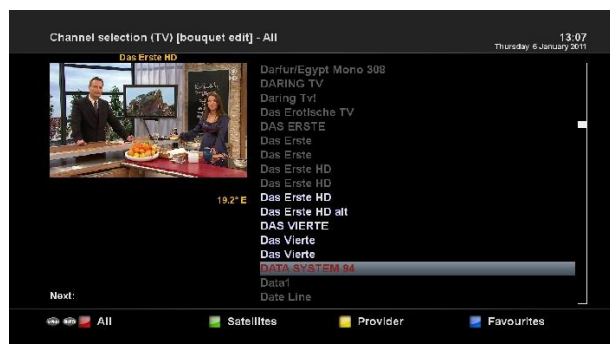 Channel selection (TV) [bouquet edit] - All
13:07
Thursday 6 January 2011
Das Erste HD
Darfur/Egypt Mono 308
DARING TV
Daring Tv!
Das Erotische TV
DAS ERSTE
Das Erste
Das Erste
Das Erste HD
Das Erste HD
19.2° E
Das Erste HD
Das Erste HD alt
DAS VIERTE
Das Vierte
Das Vierte
DATA SYSTEM 94
Data1
Next:
Date Line
All
Satellites
Provider
Favourites